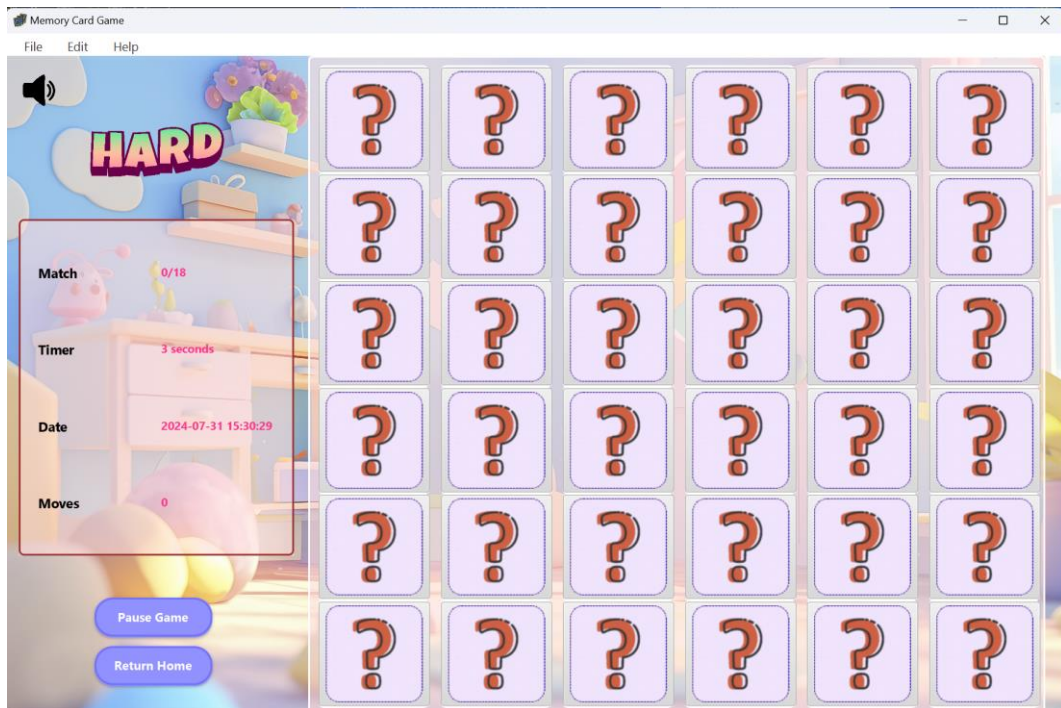 Memory Card Game
File Edit Help
HARD
Match 0/18
Timer 3 seconds
Date 2024-07-31 15:30:29
Moves 0
Pause Game
Return Home
? ? ? ? ? ?
? ? ? ? ? ?
? ? ? ? ? ?
? ? ? ? ? ?
? ? ? ? ? ?
? ? ? ? ? ?